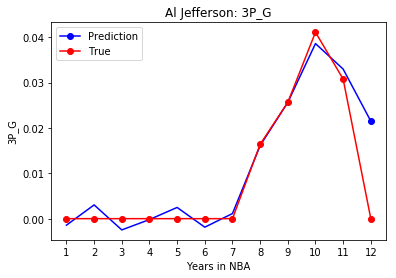 Al Jefferson: 3P_G
Prediction
True
0.04
0.03
0.02
0.01
0.00
3P_G
1 2 3 4 5 6 7 8 9 10 11 12
Years in NBA